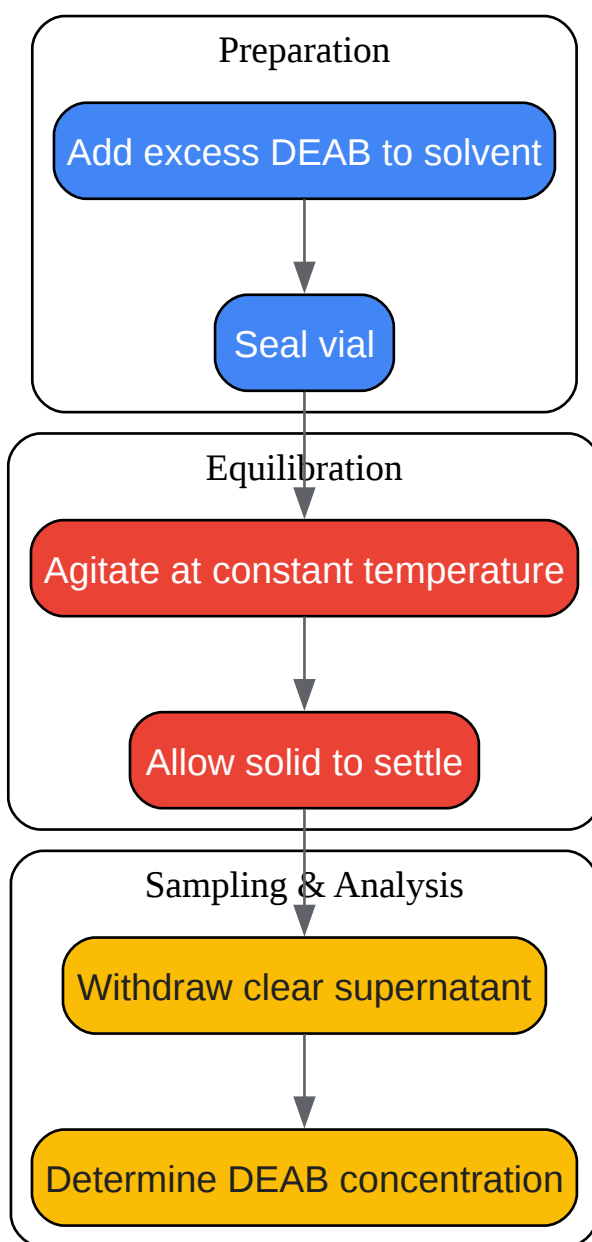 Preparation
Add excess DEAB to solvent
Seal vial
Equilibration
Agitate at constant temperature
Allow solid to settle
Sampling & Analysis
Withdraw clear supernatant
Determine DEAB concentration